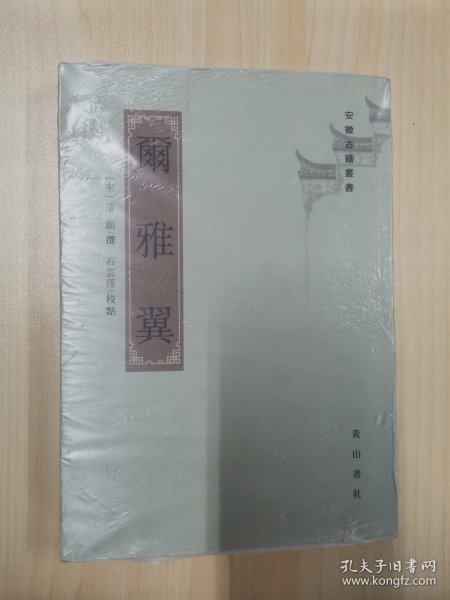 安徽古籍叢書
爾雅翼
［宋］羅願／撰 石雲孫／校點
黃山書社
孔夫子旧书网
www.kongfz.com